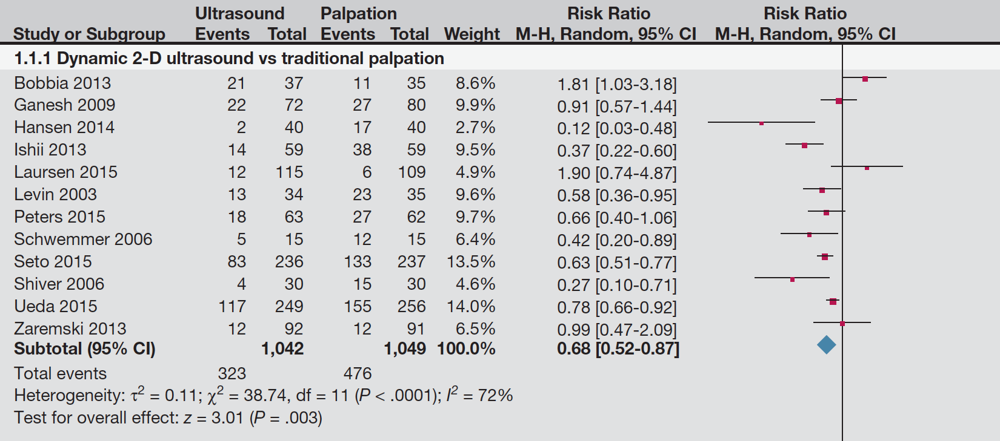 Ultrasound Palpation Risk Ratio Risk Ratio
Study or Subgroup Events Total Events Total Weight M-H, Random, 95% CI M-H, Random, 95% CI
1.1.1 Dynamic 2-D ultrasound vs traditional palpation
Bobbia 2013 21 37 11 35 8.6% 1.81 [1.03-3.18]
Ganesh 2009 22 72 27 80 9.9% 0.91 [0.57-1.44]
Hansen 2014 2 40 17 40 2.7% 0.12 [0.03-0.48]
Ishii 2013 14 59 38 59 9.5% 0.37 [0.22-0.60]
Laursen 2015 12 115 6 109 4.9% 1.90 [0.74-4.87]
Levin 2003 13 34 23 35 9.6% 0.58 [0.36-0.95]
Peters 2015 18 63 27 62 9.7% 0.66 [0.40-1.06]
Schwemmer 2006 5 15 12 15 6.4% 0.42 [0.20-0.89]
Seto 2015 83 236 133 237 13.5% 0.63 [0.51-0.77]
Shiver 2006 4 30 15 30 4.6% 0.27 [0.10-0.71]
Ueda 2015 117 249 155 256 14.0% 0.78 [0.66-0.92]
Zaremski 2013 12 92 12 91 6.5% 0.99 [0.47-2.09]
Subtotal (95% CI) 1,042 1,049 100.0% 0.68 [0.52-0.87]
Total events 323 476
Heterogeneity: τ² = 0.11; χ² = 38.74, df = 11 (P < .0001); I² = 72%
Test for overall effect: z = 3.01 (P = .003)